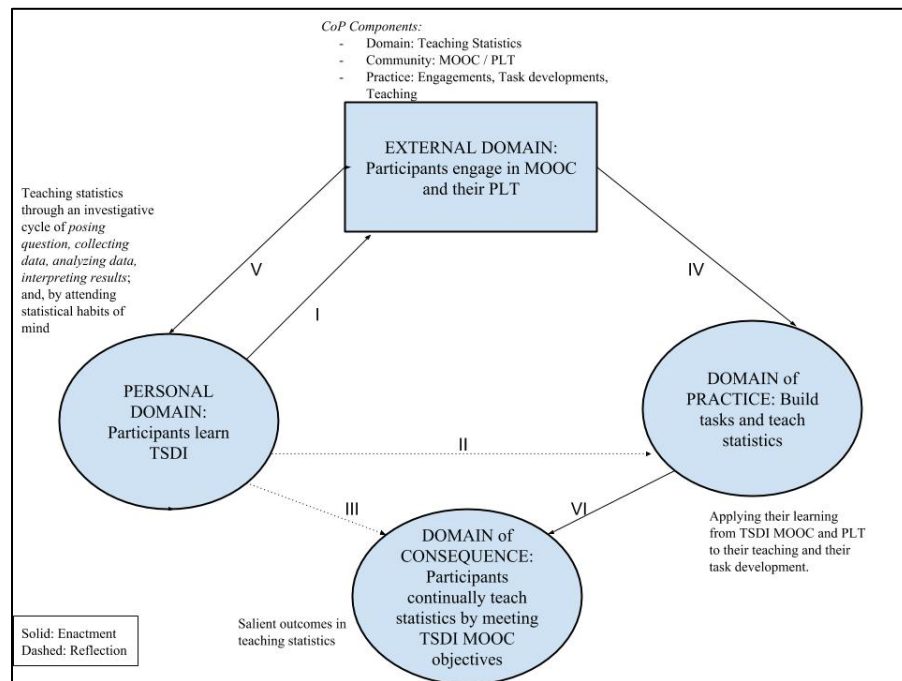 CoP Components:
- Domain: Teaching Statistics
- Community: MOOC / PLT
- Practice: Engagements, Task developments,
Teaching
EXTERNAL DOMAIN:
Participants engage in MOOC
and their PLT
Teaching statistics
through an investigative
cycle of posing
question, collecting
data, analyzing data,
interpreting results;
and, by attending
statistical habits of
mind
V
I
IV
PERSONAL
DOMAIN:
Participants learn
TSDI
DOMAIN of
PRACTICE: Build
tasks and teach
statistics
II
III
VI
DOMAIN of
CONSEQUENCE:
Participants
continually teach
statistics by meeting
TSDI MOOC
objectives
Applying their learning
from TSDI MOOC and PLT
to their teaching and their
task development.
Salient outcomes in
teaching statistics
Solid: Enactment
Dashed: Reflection